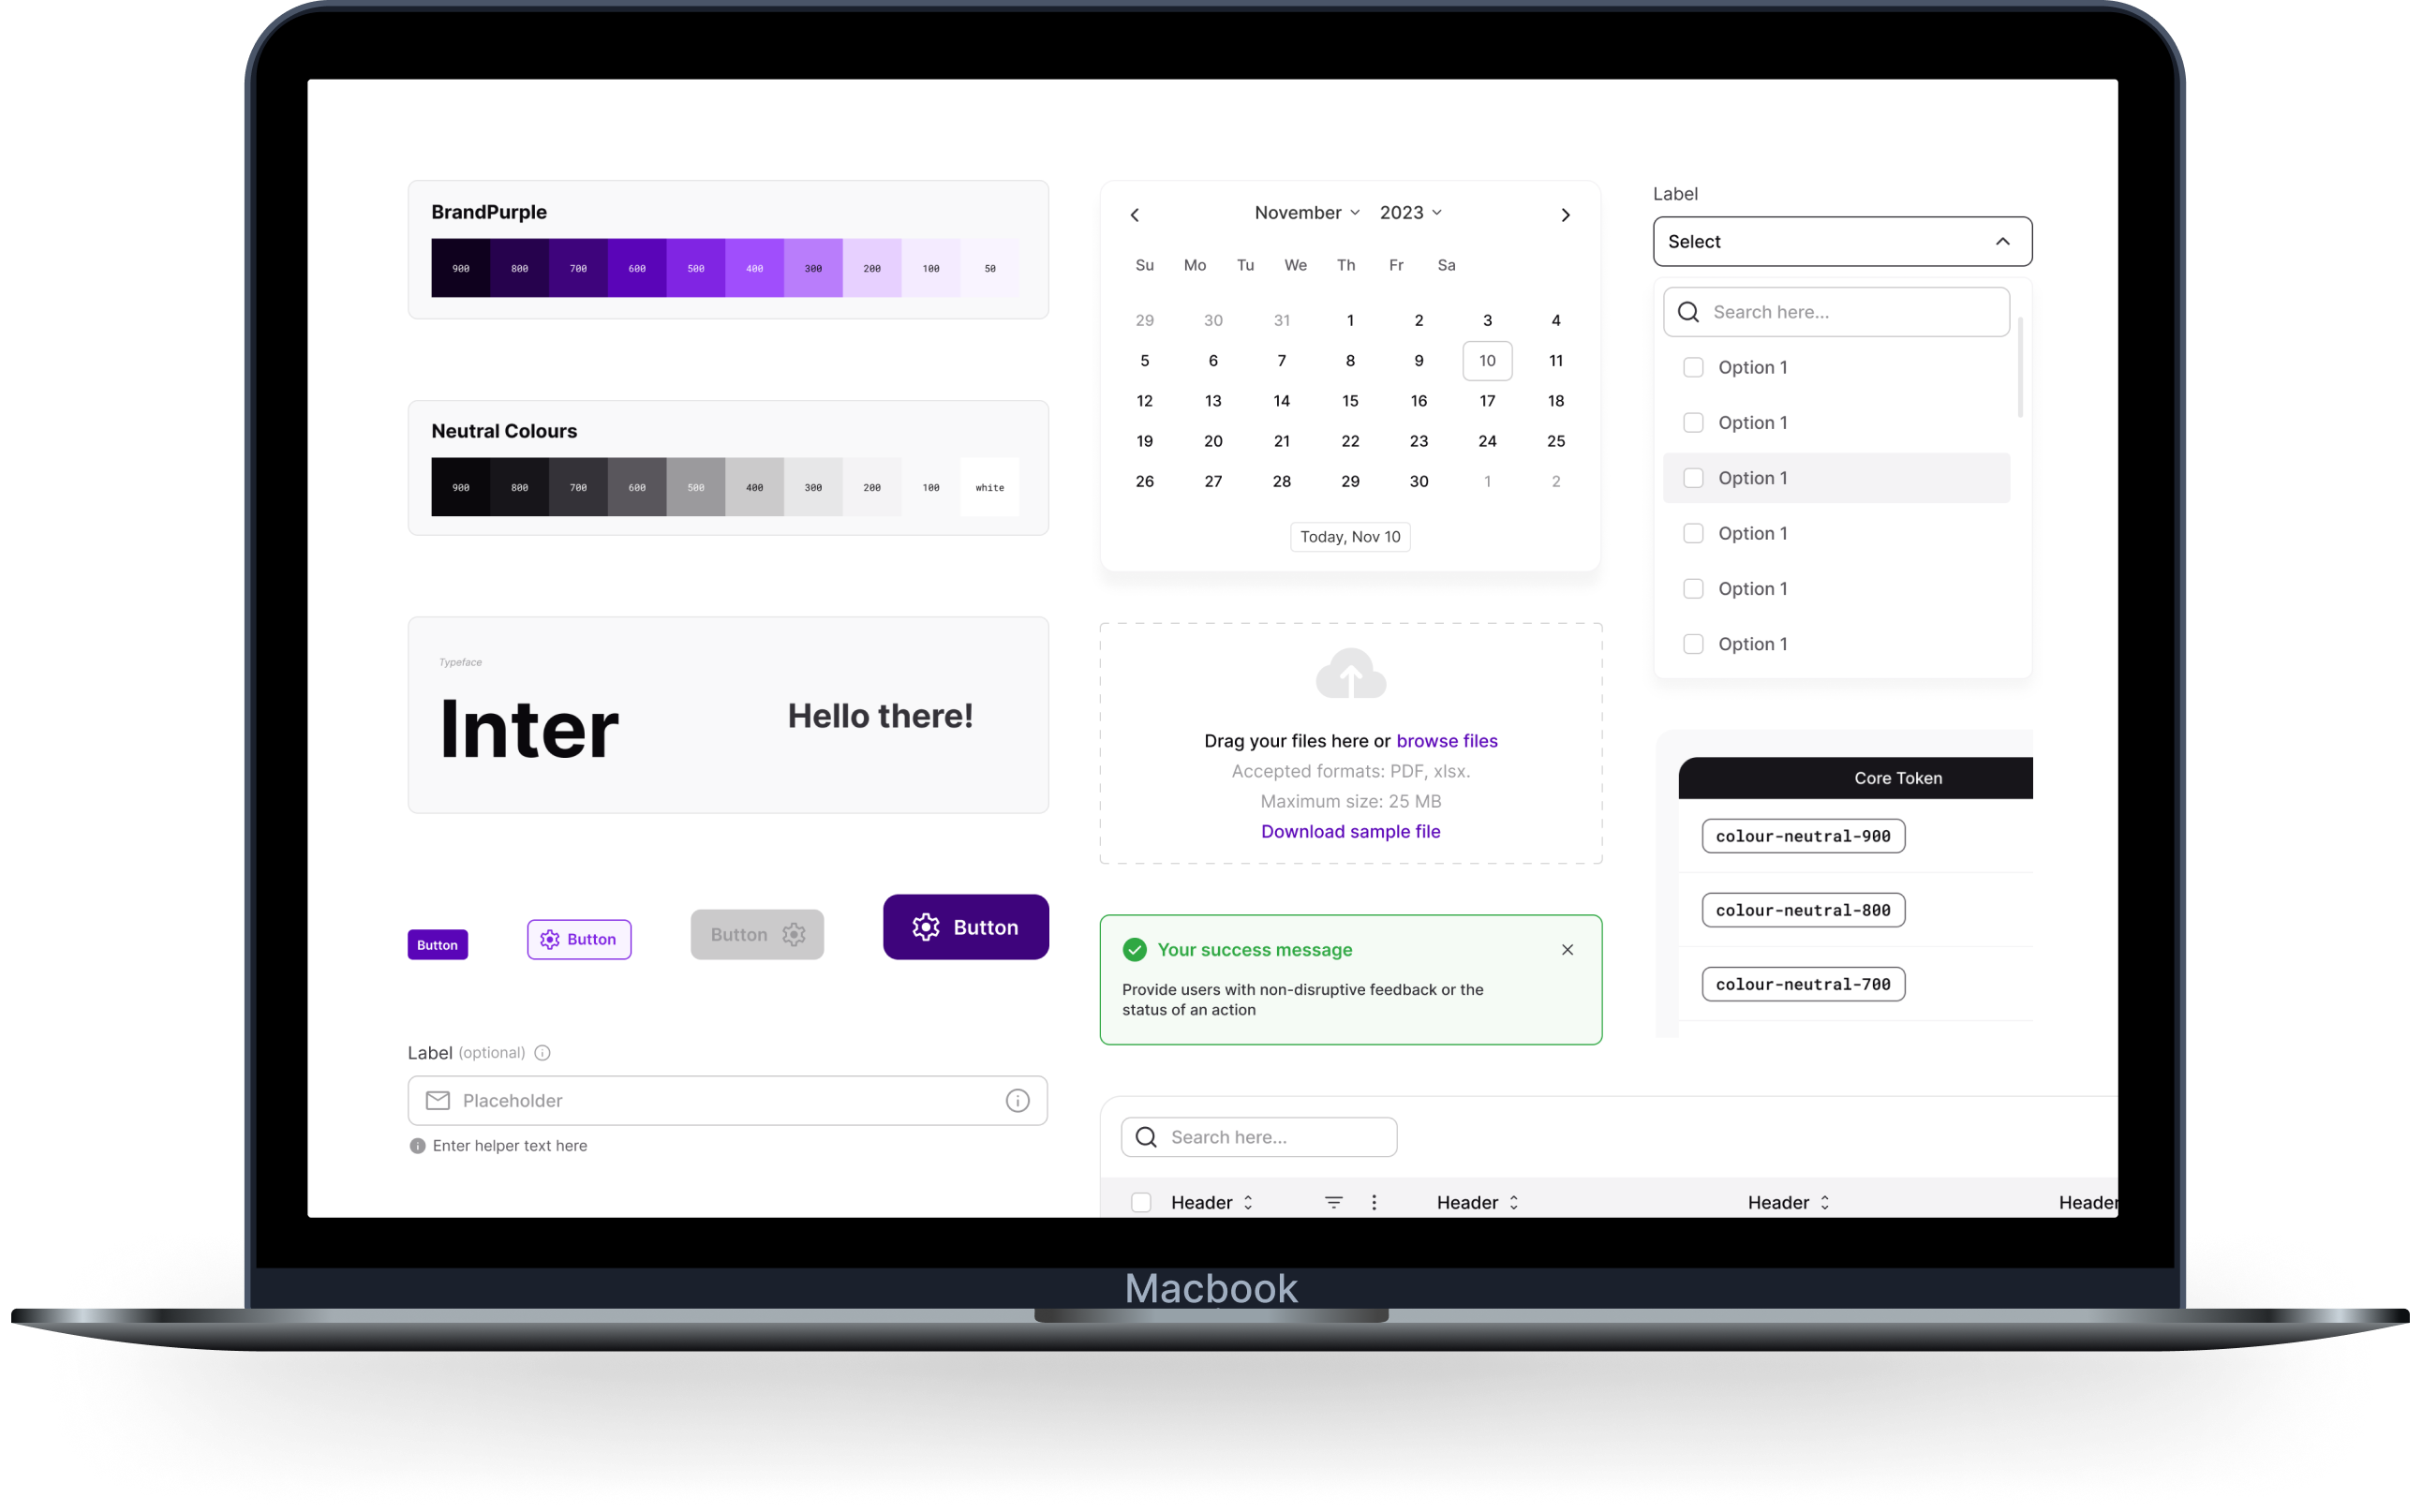 BrandPurple
900 800 700 600 500 400 300 200 100 50
Neutral Colours
900 800 700 600 500 400 300 200 100 white
Typeface
Inter
Hello there!
Button
Button
Button
Button
Label (optional)
Placeholder
Enter helper text here
November 2023
Su Mo Tu We Th Fr Sa
29 30 31 1 2 3 4
5 6 7 8 9 10 11
12 13 14 15 16 17 18
19 20 21 22 23 24 25
26 27 28 29 30 1 2
Today, Nov 10
Drag your files here or browse files
Accepted formats: PDF, xlsx.
Maximum size: 25 MB
Download sample file
Your success message
Provide users with non-disruptive feedback or the
status of an action
Label
Select
Search here...
Option 1
Option 1
Option 1
Option 1
Option 1
Option 1
Core Token
colour-neutral-900
colour-neutral-800
colour-neutral-700
Search here...
Header Header Header Header
Macbook